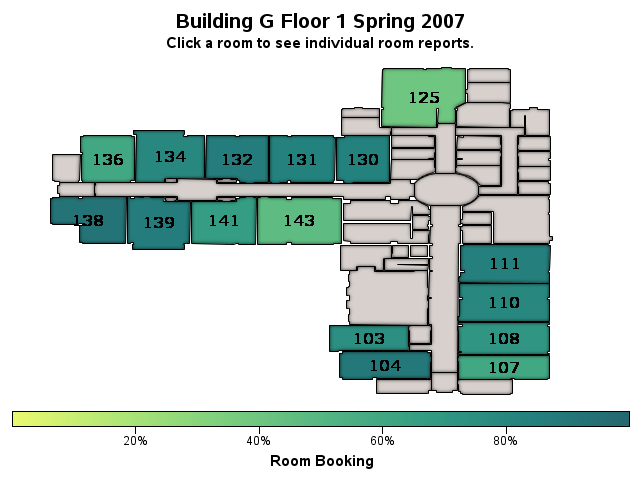 Building G Floor 1 Spring 2007
Click a room to see individual room reports.
125
136 134 132 131 130
138 139 141 143
111
110
103 108
104 107
20% 40% 60% 80%
Room Booking